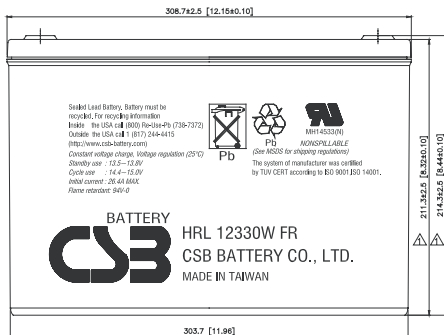 308.7±2.5 [12.15±0.10]
Sealed Lead Battery, Battery must be
recycled, For recycling information
Inside the USA call (800) Re-Use-Pb (738-7372)
Outside the USA call 1 (817) 244-4415
(http://www.csb-battery.com)
Constant voltage charge, Voltage regulation (25°C)
Standby use : 13.5~13.8V
Cycle use : 14.4~15.0V
Initial current : 26.4A MAX.
Flame retardant: 94V-0
Pb
Pb
MH14533(N)
NONSPILLABLE
(See MSDS for shipping regulations)
The system of manufacturer was certified
by TUV CERT according to ISO 9001,ISO 14001.
BATTERY
CSB
HRL 12330W FR
CSB BATTERY CO., LTD.
MADE IN TAIWAN
211.3±2.5 [8.32±0.10]
214.3±2.5 [8.44±0.10]
303.7 [11.96]